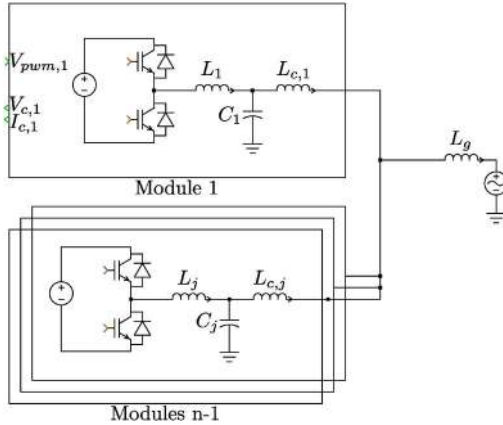 V_{pwm,1}
V_{c,1}
I_{c,1}
L_1
L_{c,1}
C_1
Module 1
L_g
L_j
L_{c,j}
C_j
Modules n-1